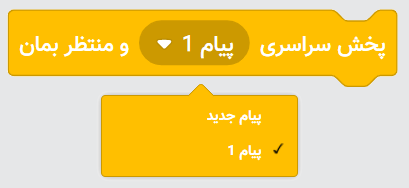 پخش سراسری پیام 1 و منتظر بمان
پیام جدید
پیام 1